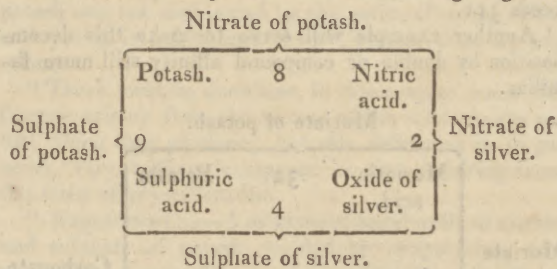 Nitrate of potash.
Potash. 8 Nitric
acid.
Sulphate
of potash. 9 2 Nitrate of
silver.
Sulphuric
acid. 4 Oxide of
silver.
Sulphate of silver.